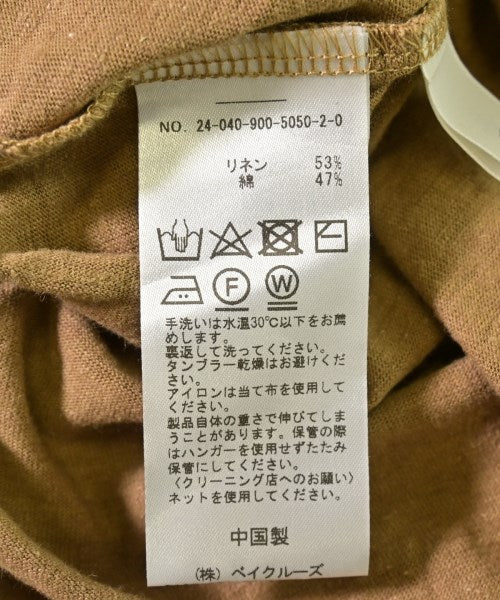 NO. 24-040-900-5050-2-0
リネン 53%
綿 47%
F W
手洗いは水温30℃以下をお薦
めします。
裏返して洗ってください。
タンブラー乾燥はお避けくだ
さい。
アイロンは当て布を使用して
ください。
製品自体の重さで伸びてしま
うことがあります。保管の際
はハンガーを使用せずたたみ
保管にしてください。
〈クリーニング店へのお願い〉
ネットを使用してください。
中国製
(株) ベイクルーズ